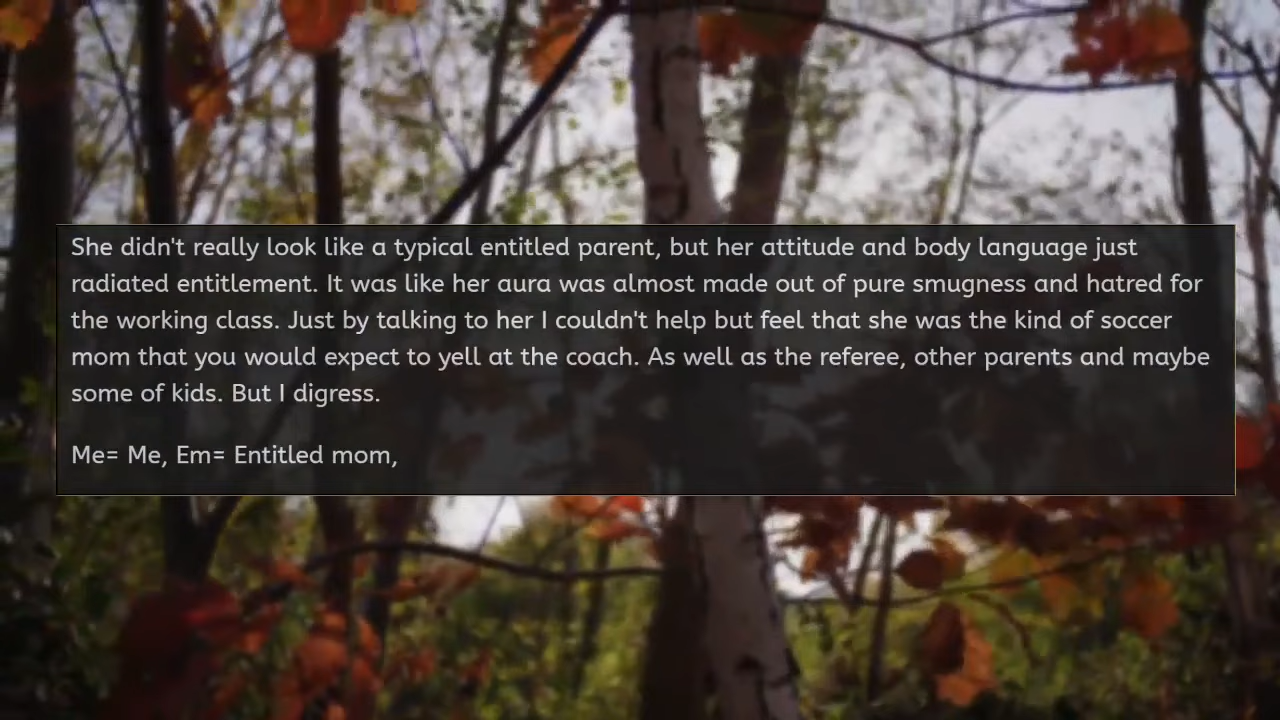 She didn't really look like a typical entitled parent, but her attitude and body language just
radiated entitlement. It was like her aura was almost made out of pure smugness and hatred for
the working class. Just by talking to her I couldn't help but feel that she was the kind of soccer
mom that you would expect to yell at the coach. As well as the referee, other parents and maybe
some of kids. But I digress.
Me= Me, Em= Entitled mom,